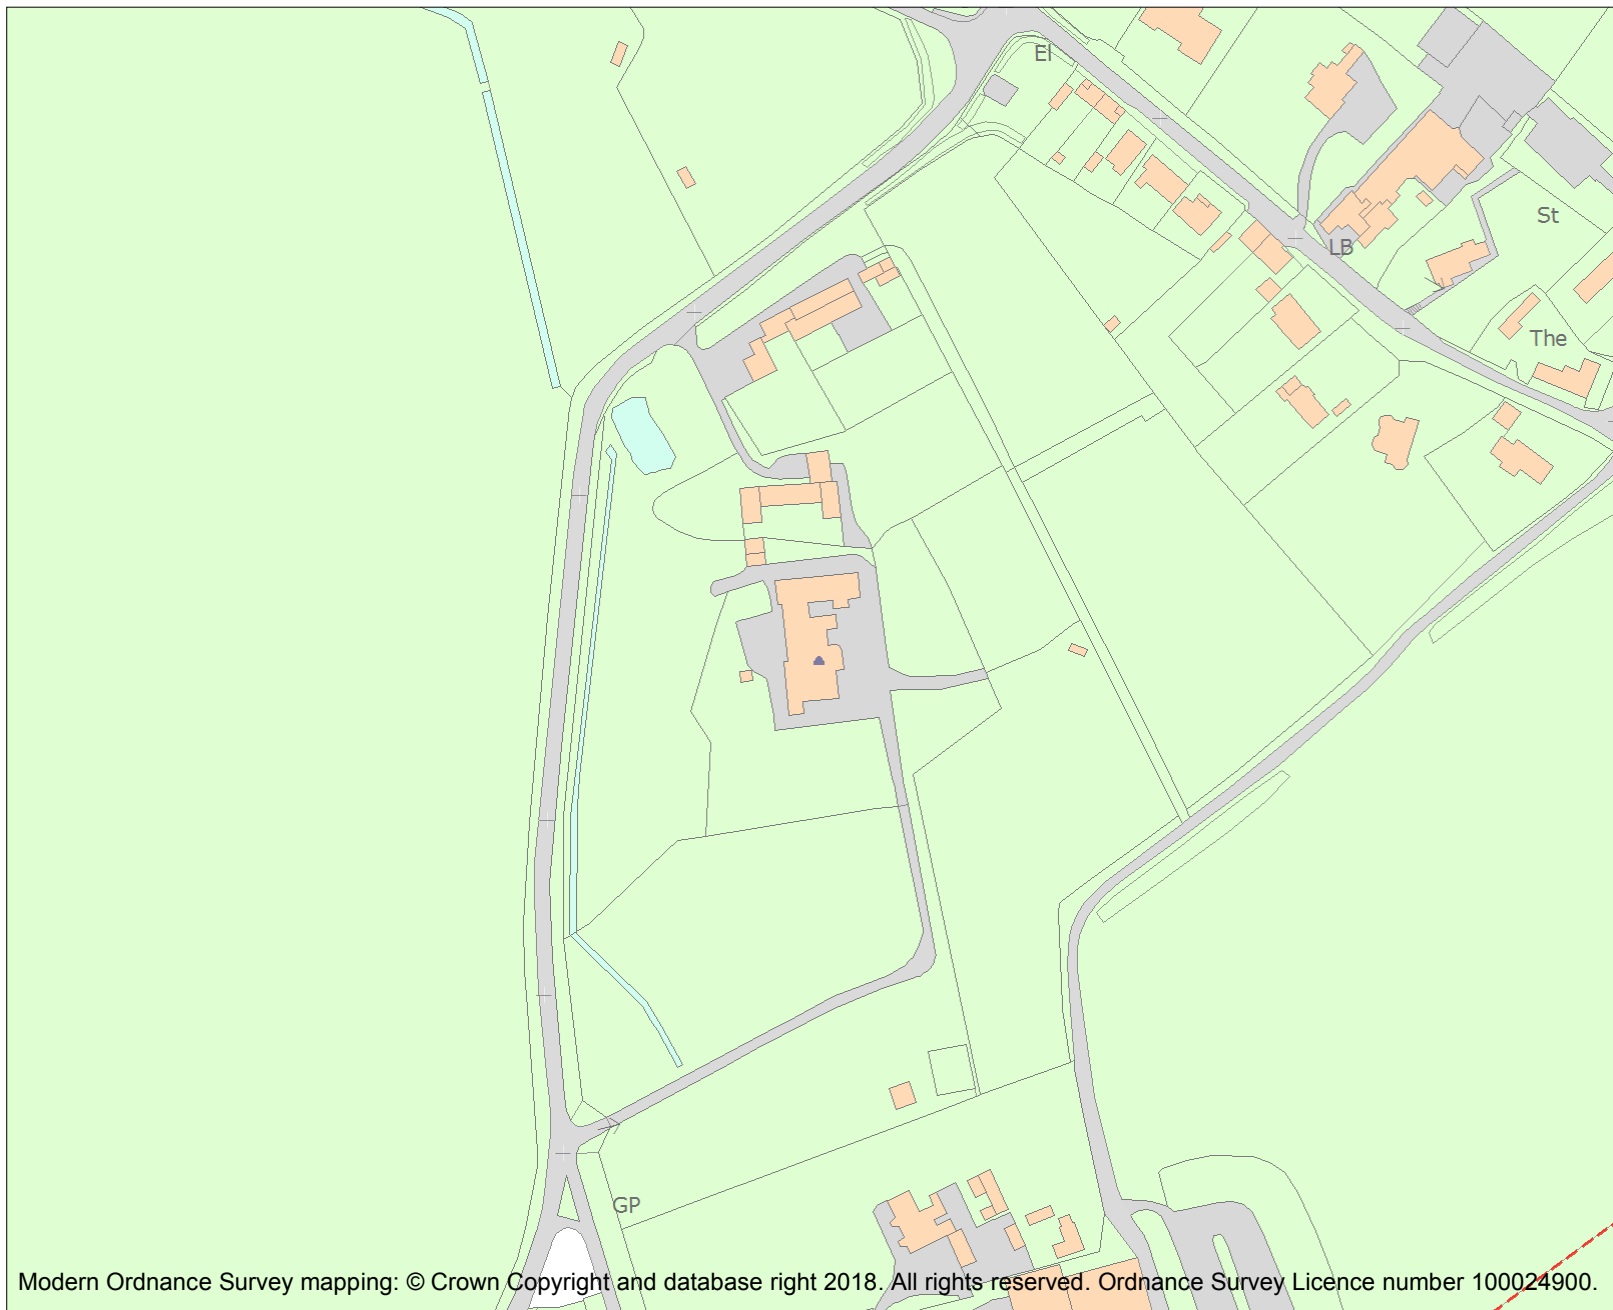 El
St
LB
The
GP
Modern Ordnance Survey mapping: © Crown Copyright and database right 2018. All rights reserved. Ordnance Survey Licence number 100024900.